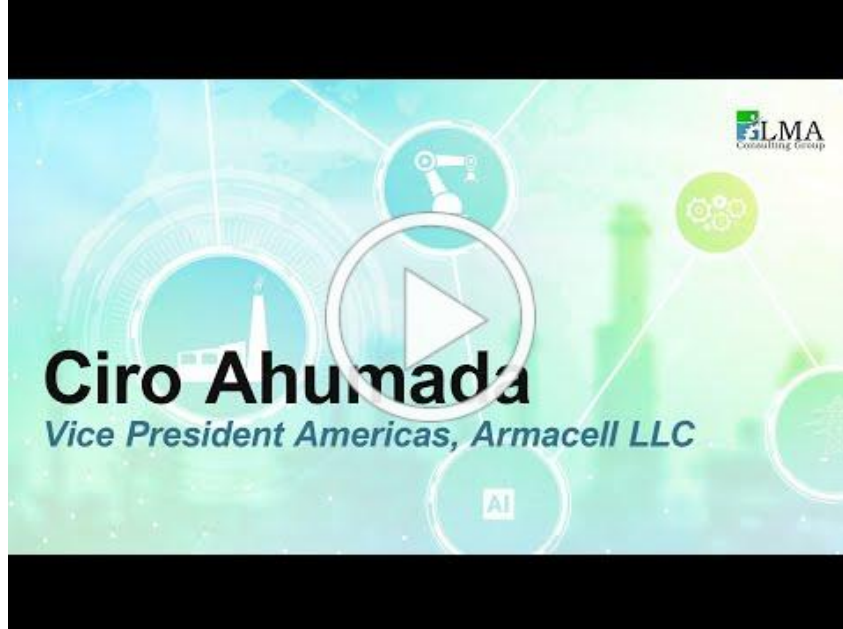 LMA
Consulting Group
Ciro Ahumada
Vice President Americas, Armacell LLC
AI